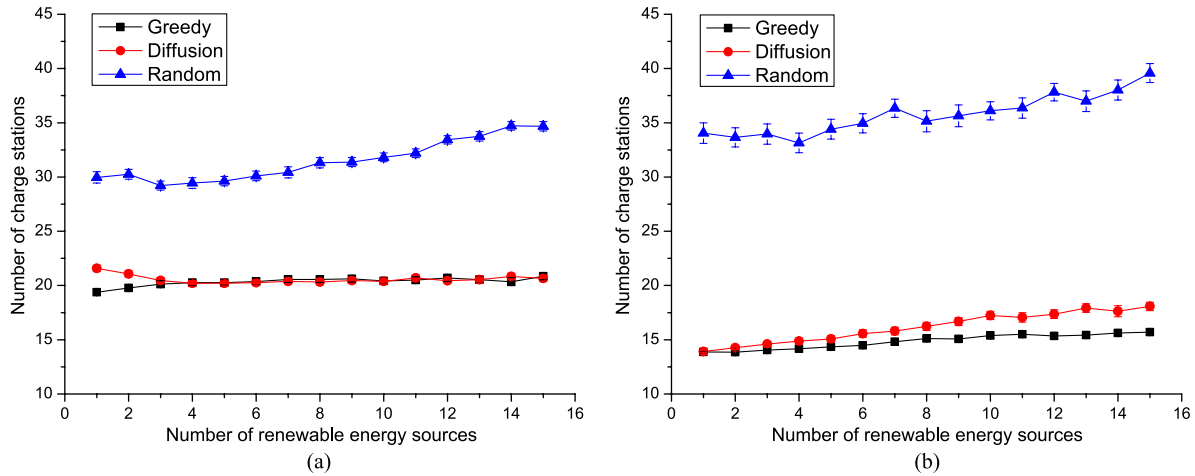 45
40
35
30
25
20
15
10
Number of charge stations
Greedy
Diffusion
Random
0 2 4 6 8 10 12 14 16
Number of renewable energy sources
(a)
45
40
35
30
25
20
15
10
Number of charge stations
Greedy
Diffusion
Random
0 2 4 6 8 10 12 14 16
Number of renewable energy sources
(b)